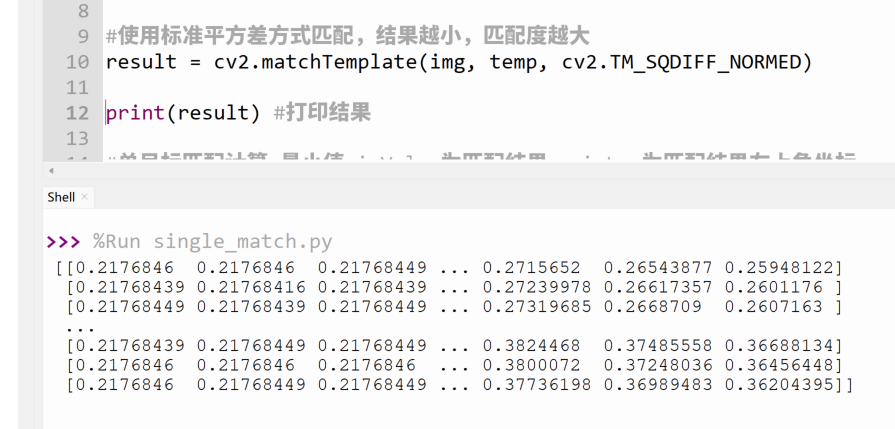 8
9 #使用标准平方差方式匹配，结果越小，匹配度越大
10 result = cv2.matchTemplate(img, temp, cv2.TM_SQDIFF_NORMED)
11
12 print(result) #打印结果
13
Shell ×
>>> %Run single_match.py
[[0.2176846 0.2176846 0.21768449 ... 0.2715652 0.26543877 0.25948122]
[0.21768439 0.21768416 0.21768439 ... 0.27239978 0.26617357 0.2601176 ]
[0.21768449 0.21768439 0.21768449 ... 0.27319685 0.2668709 0.2607163 ]
...
[0.21768439 0.21768449 0.21768449 ... 0.3824468 0.37485558 0.36688134]
[0.2176846 0.2176846 0.2176846 ... 0.3800072 0.37248036 0.36456448]
[0.2176846 0.21768449 0.21768449 ... 0.37736198 0.36989483 0.36204395]]